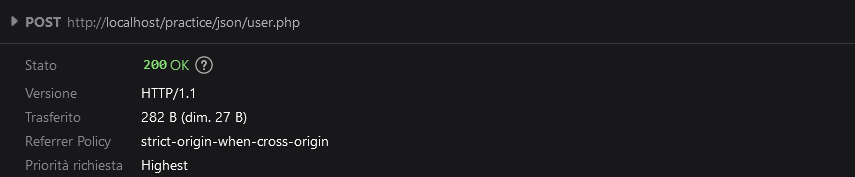 POST http://localhost/practice/json/user.php
Stato 200 OK ?
Versione HTTP/1.1
Trasferito 282 B (dim. 27 B)
Referrer Policy strict-origin-when-cross-origin
Priorità richiesta Highest